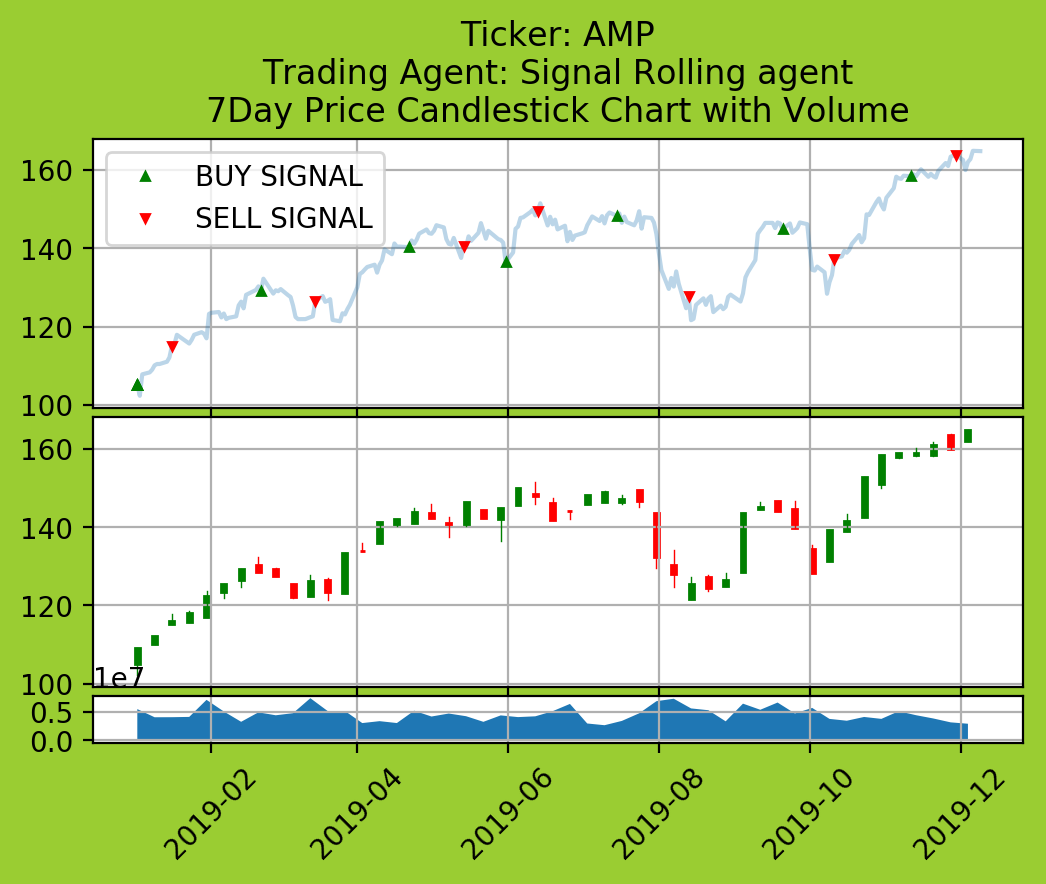 Ticker: AMP
Trading Agent: Signal Rolling agent
7Day Price Candlestick Chart with Volume
160
140
120
100
BUY SIGNAL
SELL SIGNAL
160
140
120
100
1e7
0.5
0.0
2019-02
2019-04
2019-06
2019-08
2019-10
2019-12